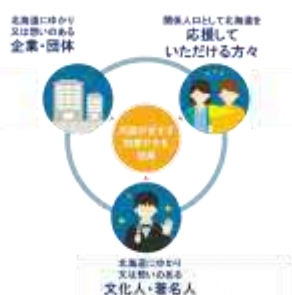 北海道にゆかり
又は想いのある
企業・団体
関係人口として北海道を
応援して
いただける方々
北海道にゆかり
又は想いのある
文化人・著名人